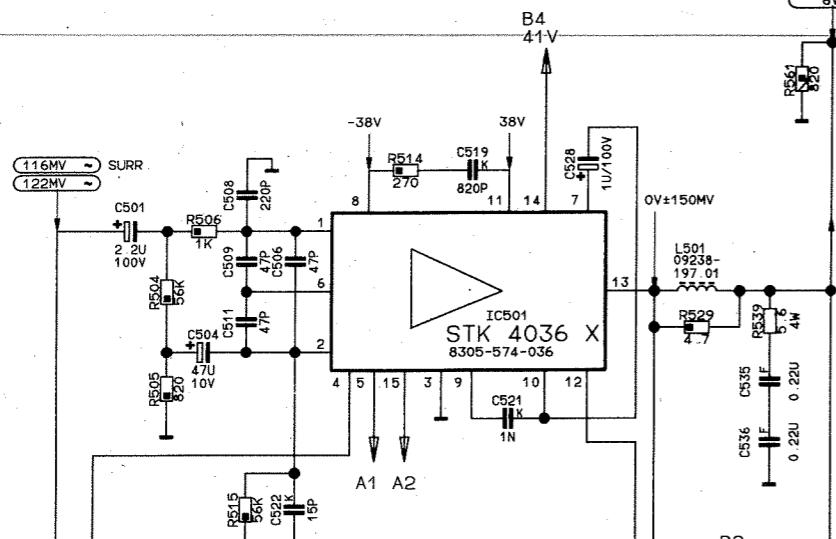 B4
41V
R561
820
-38V
38V
C519
K
820P
R514
270
C528
1U/100V
116MV ~
SURR
122MV ~
C508
220P
8
11
14
7
0V±150MV
C501
+
2.2U
100V
R506
1K
1
C509
47P
C506
47P
L501
09238-
197.01
R504
56K
6
13
C511
47P
IC501
STK 4036 X
8305-574-036
R529
4.7
R539
5.6
4W
C504
+
47U
10V
2
R505
820
4
5
15
3
9
10
12
C521
K
1N
C535
F
0.22U
C536
F
0.22U
A1
A2
R515
56K
C522
K
15P